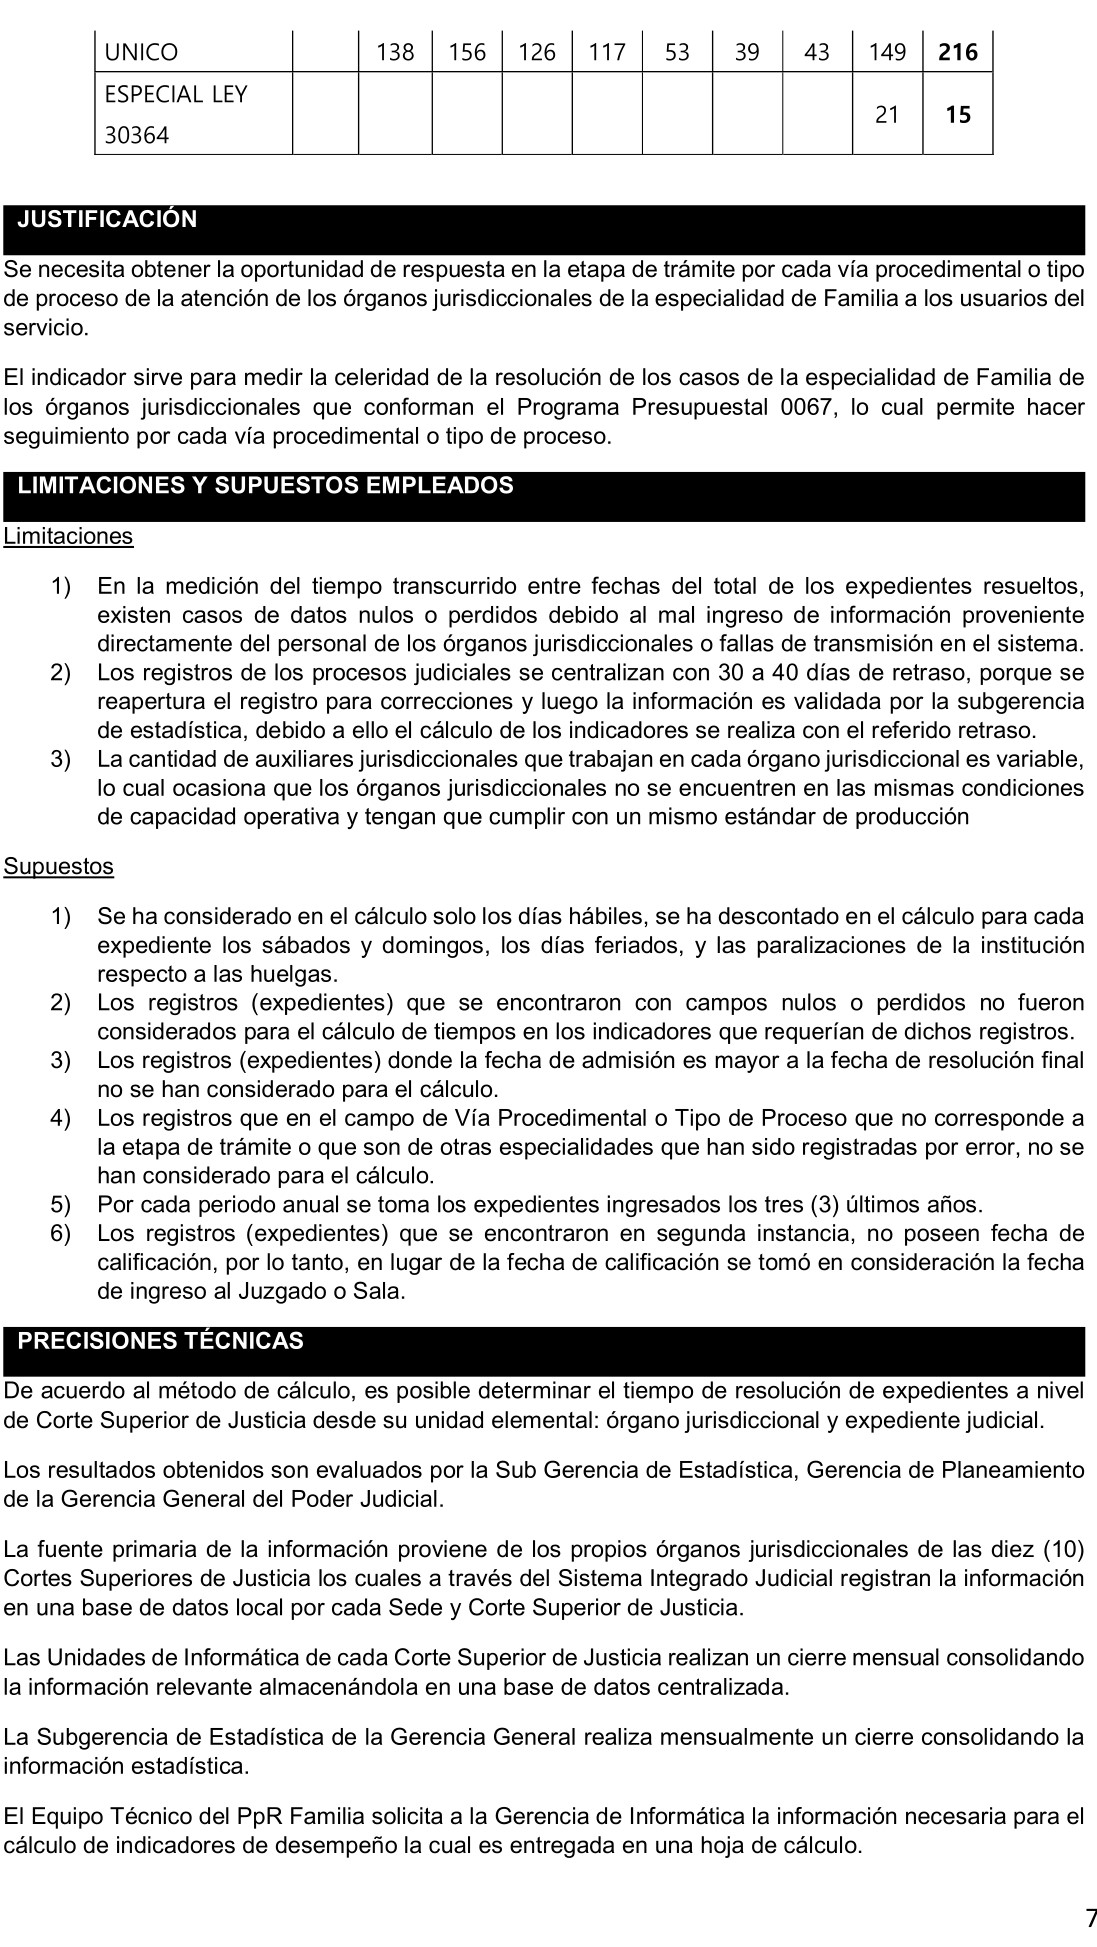 UNICO 138 156 126 117 53 39 43 149 216
ESPECIAL LEY
30364 21 15
JUSTIFICACIÓN
Se necesita obtener la oportunidad de respuesta en la etapa de trámite por cada vía procedimental o tipo
de proceso de la atención de los órganos jurisdiccionales de la especialidad de Familia a los usuarios del
servicio.
El indicador sirve para medir la celeridad de la resolución de los casos de la especialidad de Familia de
los órganos jurisdiccionales que conforman el Programa Presupuestal 0067, lo cual permite hacer
seguimiento por cada vía procedimental o tipo de proceso.
LIMITACIONES Y SUPUESTOS EMPLEADOS
Limitaciones
1) En la medición del tiempo transcurrido entre fechas del total de los expedientes resueltos,
existen casos de datos nulos o perdidos debido al mal ingreso de información proveniente
directamente del personal de los órganos jurisdiccionales o fallas de transmisión en el sistema.
2) Los registros de los procesos judiciales se centralizan con 30 a 40 días de retraso, porque se
reapertura el registro para correcciones y luego la información es validada por la subgerencia
de estadística, debido a ello el cálculo de los indicadores se realiza con el referido retraso.
3) La cantidad de auxiliares jurisdiccionales que trabajan en cada órgano jurisdiccional es variable,
lo cual ocasiona que los órganos jurisdiccionales no se encuentren en las mismas condiciones
de capacidad operativa y tengan que cumplir con un mismo estándar de producción
Supuestos
1) Se ha considerado en el cálculo solo los días hábiles, se ha descontado en el cálculo para cada
expediente los sábados y domingos, los días feriados, y las paralizaciones de la institución
respecto a las huelgas.
2) Los registros (expedientes) que se encontraron con campos nulos o perdidos no fueron
considerados para el cálculo de tiempos en los indicadores que requerían de dichos registros.
3) Los registros (expedientes) donde la fecha de admisión es mayor a la fecha de resolución final
no se han considerado para el cálculo.
4) Los registros que en el campo de Vía Procedimental o Tipo de Proceso que no corresponde a
la etapa de trámite o que son de otras especialidades que han sido registradas por error, no se
han considerado para el cálculo.
5) Por cada periodo anual se toma los expedientes ingresados los tres (3) últimos años.
6) Los registros (expedientes) que se encontraron en segunda instancia, no poseen fecha de
calificación, por lo tanto, en lugar de la fecha de calificación se tomó en consideración la fecha
de ingreso al Juzgado o Sala.
PRECISIONES TÉCNICAS
De acuerdo al método de cálculo, es posible determinar el tiempo de resolución de expedientes a nivel
de Corte Superior de Justicia desde su unidad elemental: órgano jurisdiccional y expediente judicial.
Los resultados obtenidos son evaluados por la Sub Gerencia de Estadística, Gerencia de Planeamiento
de la Gerencia General del Poder Judicial.
La fuente primaria de la información proviene de los propios órganos jurisdiccionales de las diez (10)
Cortes Superiores de Justicia los cuales a través del Sistema Integrado Judicial registran la información
en una base de datos local por cada Sede y Corte Superior de Justicia.
Las Unidades de Informática de cada Corte Superior de Justicia realizan un cierre mensual consolidando
la información relevante almacenándola en una base de datos centralizada.
La Subgerencia de Estadística de la Gerencia General realiza mensualmente un cierre consolidando la
información estadística.
El Equipo Técnico del PpR Familia solicita a la Gerencia de Informática la información necesaria para el
cálculo de indicadores de desempeño la cual es entregada en una hoja de cálculo.
7